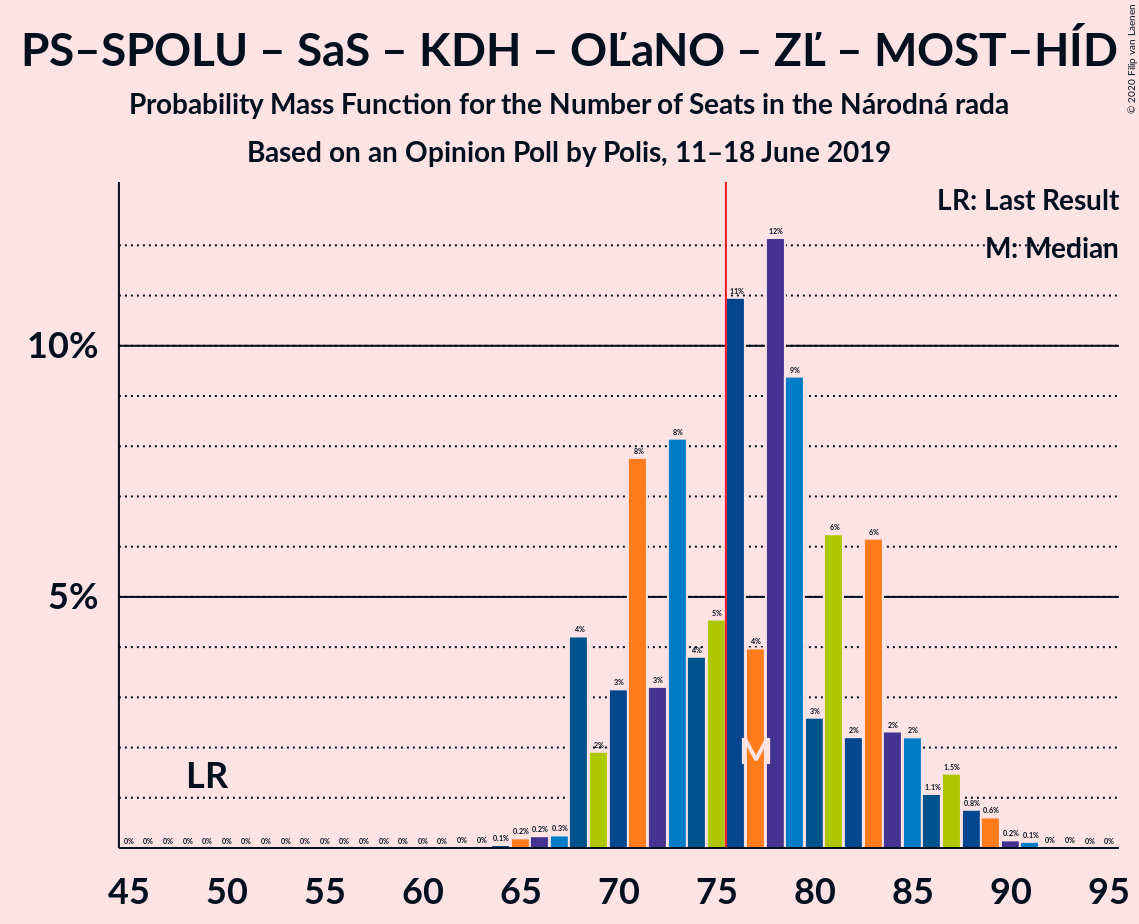 PS–SPOLU – SaS – KDH – OĽaNO – ZĽ – MOST–HÍD
Probability Mass Function for the Number of Seats in the Národná rada
Based on an Opinion Poll by Polis, 11–18 June 2019
© 2020 Filip van Laenen
LR: Last Result
M: Median
10%
5%
0% 0% 0% 0% 0% 0% 0% 0% 0% 0% 0% 0% 0% 0% 0% 0% 0% 0% 0% 0.1% 0.2% 0.2% 0.3% 4% 2% 3% 8% 3% 8% 4% 5% 11% 4% 12% 9% 3% 6% 2% 6% 2% 2% 1.1% 1.5% 0.8% 0.6% 0.2% 0.1% 0% 0% 0% 0%
LR
M
45 50 55 60 65 70 75 80 85 90 95